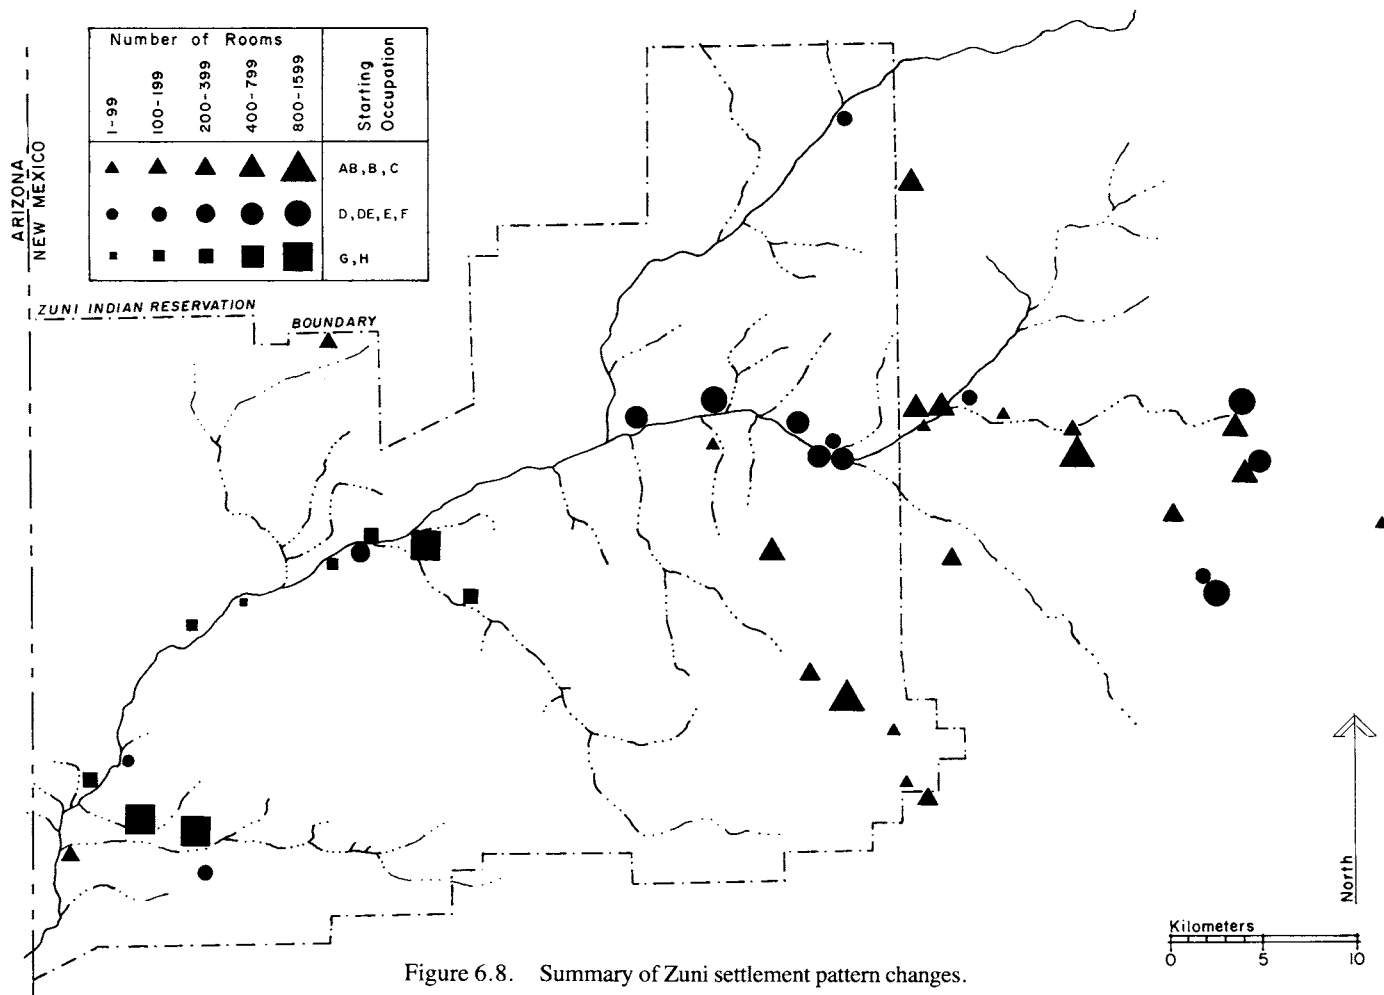 Number of Rooms
1-99
100-199
200-399
400-799
800-1599
Starting
Occupation
AB, B, C
D, DE, E, F
G, H
ARIZONA
NEW MEXICO
ZUNI INDIAN RESERVATION
BOUNDARY
North
Kilometers
0 5 10
Figure 6.8. Summary of Zuni settlement pattern changes.